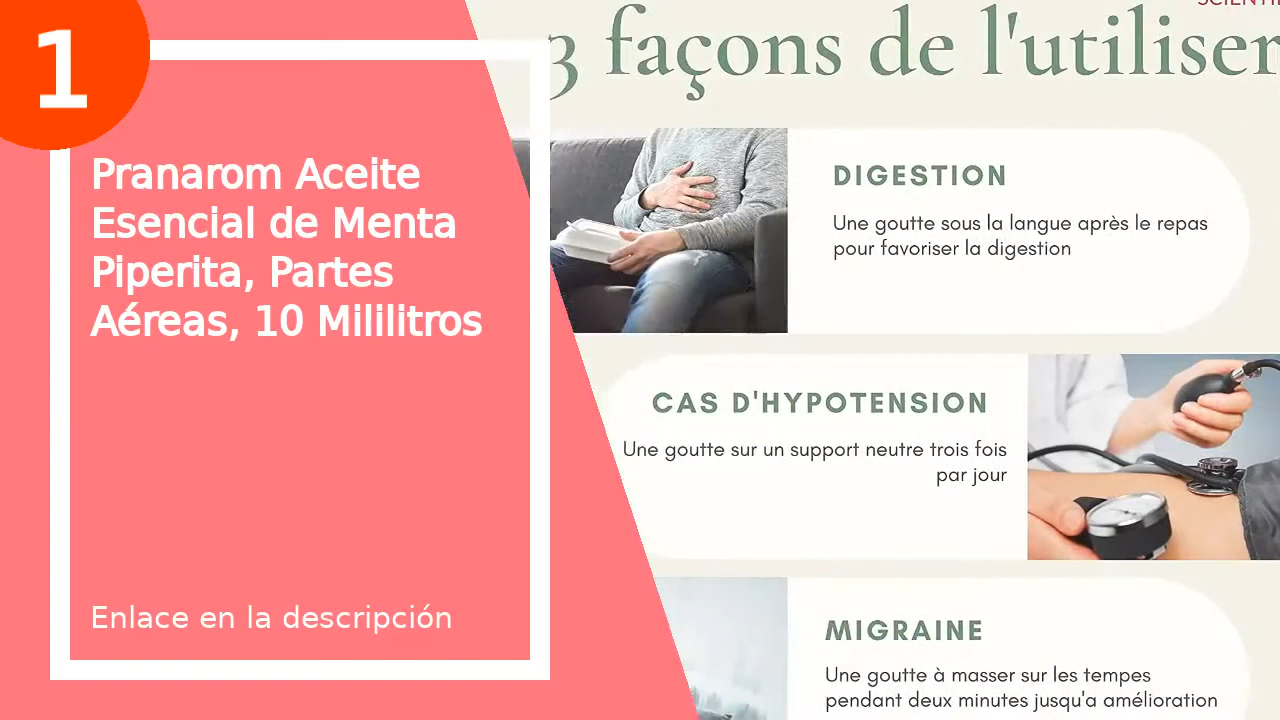 1
Pranarom Aceite
Esencial de Menta
Piperita, Partes
Aéreas, 10 Mililitros
Enlace en la descripción
3 façons de l'utiliser
DIGESTION
Une goutte sous la langue après le repas
pour favoriser la digestion
CAS D'HYPOTENSION
Une goutte sur un support neutre trois fois
par jour
MIGRAINE
Une goutte à masser sur les tempes
pendant deux minutes jusqu'a amélioration